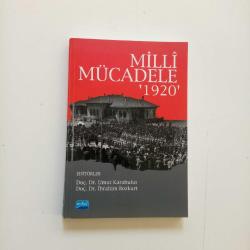 MİLLÎ
MÜCADELE
'1920'
EDİTÖRLER
Doç. Dr. Umut Karabulut
Doç. Dr. İbrahim Bozkurt